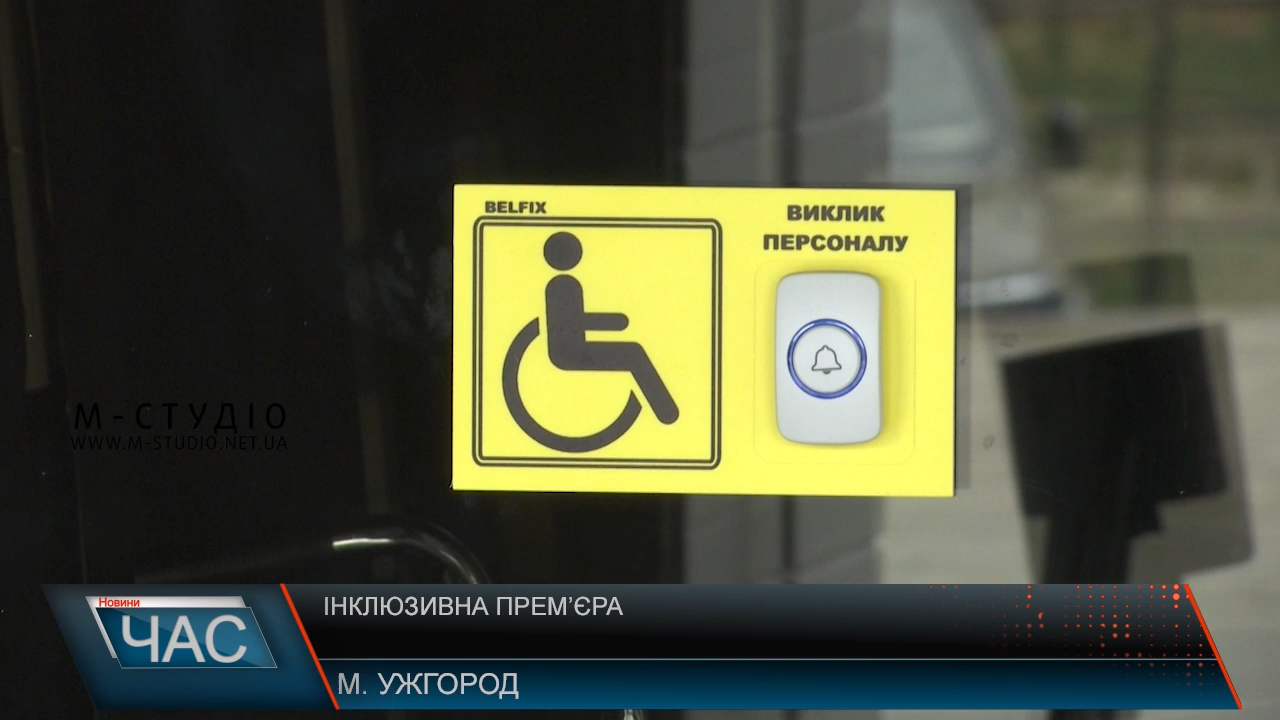 BELFIX
ВИКЛИК
ПЕРСОНАЛУ
М-СТУДІО
WWW.M-STUDIO.NET.UA
Новини
ЧАС
ІНКЛЮЗИВНА ПРЕМ’ЄРА
М. УЖГОРОД